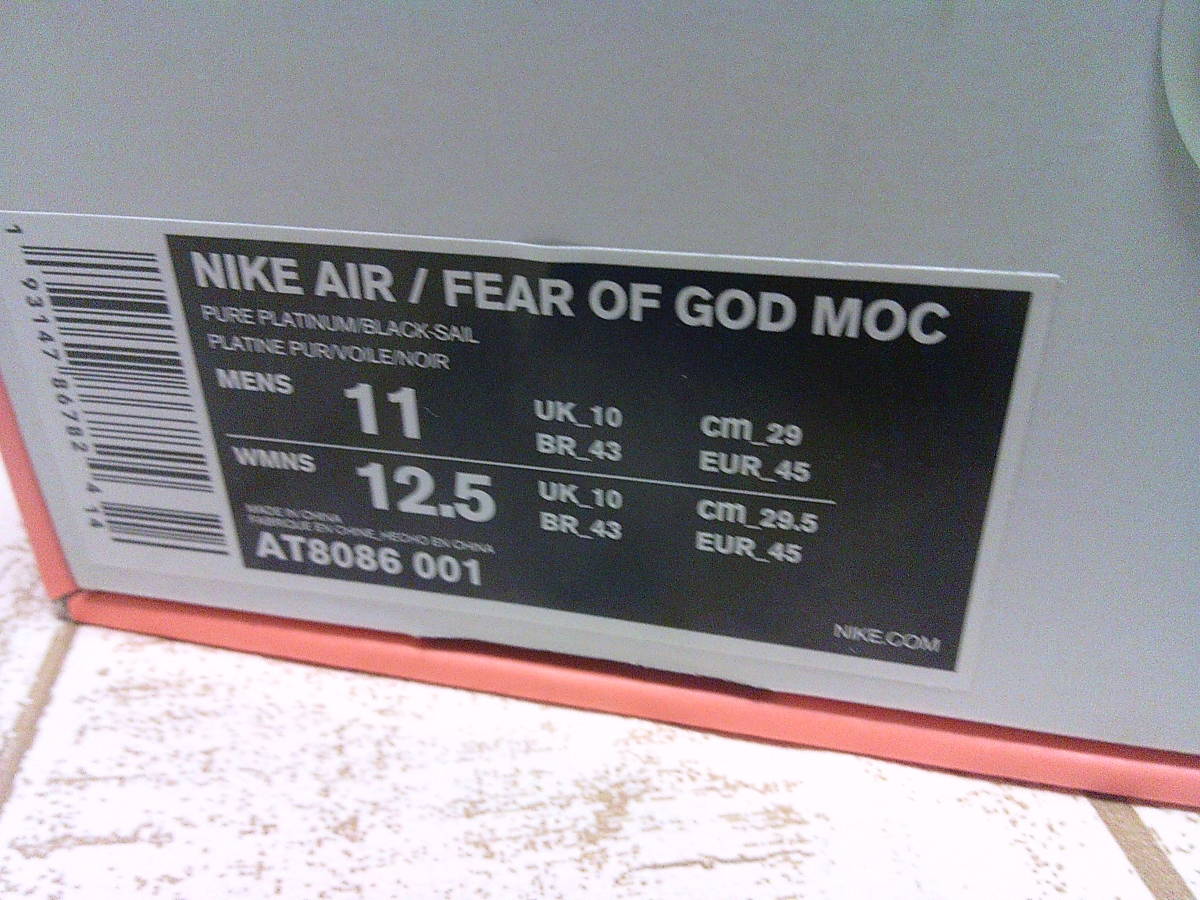 NIKE AIR / FEAR OF GOD MOC
PURE PLATINUM/BLACK-SAIL
PLATINE PUR/VOILE/NOIR
MENS 11 UK_10 cm_29
BR_43 EUR_45
WMNS 12.5 UK_10 cm_29.5
BR_43 EUR_45
MADE IN CHINA
FABRIQUE EN CHINE, HECHO EN CHINA
AT8086 001
NIKE.COM
1 93147 86782 4 14